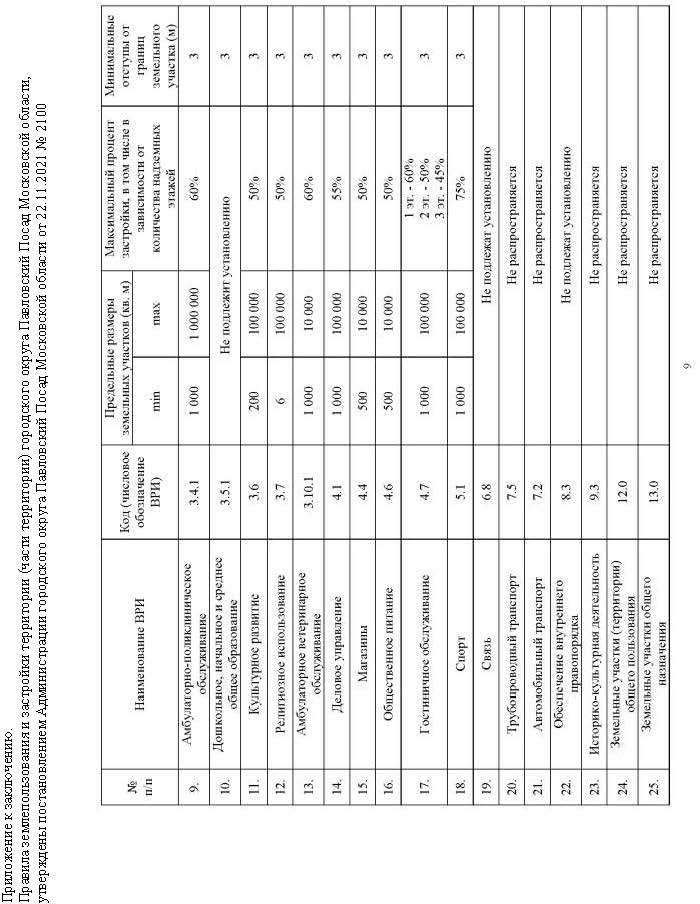 Приложение к заключению.
Правила землепользования и застройки территории (части территории) городского округа Павловский Посад Московской области,
утверждены постановлением Администрации городского округа Павловский Посад Московской области от 22.11.2021 № 2100
№ п/п Наименование ВРИ Код (числовое обозначение ВРИ) Предельные размеры земельных участков (кв. м) Максимальный процент застройки, в том числе в зависимости от количества надземных этажей Минимальные отступы от границ земельного участка (м)
min max
9. Амбулаторно-поликлиническое обслуживание 3.4.1 1 000 1 000 000 60% 3
10. Дошкольное, начальное и среднее общее образование 3.5.1 Не подлежит установлению 3
11. Культурное развитие 3.6 200 100 000 50% 3
12. Религиозное использование 3.7 6 100 000 50% 3
13. Амбулаторное ветеринарное обслуживание 3.10.1 1 000 10 000 60% 3
14. Деловое управление 4.1 1 000 100 000 55% 3
15. Магазины 4.4 500 10 000 50% 3
16. Общественное питание 4.6 500 10 000 50% 3
17. Гостиничное обслуживание 4.7 1 000 100 000 1 эт. - 60% 2 эт. - 50% 3 эт. - 45% 3
18. Спорт 5.1 1 000 100 000 75% 3
19. Связь 6.8 Не подлежат установлению
20. Трубопроводный транспорт 7.5 Не распространяется
21. Автомобильный транспорт 7.2 Не распространяется
22. Обеспечение внутреннего правопорядка 8.3 Не подлежат установлению
23. Историко-культурная деятельность 9.3 Не распространяется
24. Земельные участки (территории) общего пользования 12.0 Не распространяется
25. Земельные участки общего назначения 13.0 Не распространяется
9